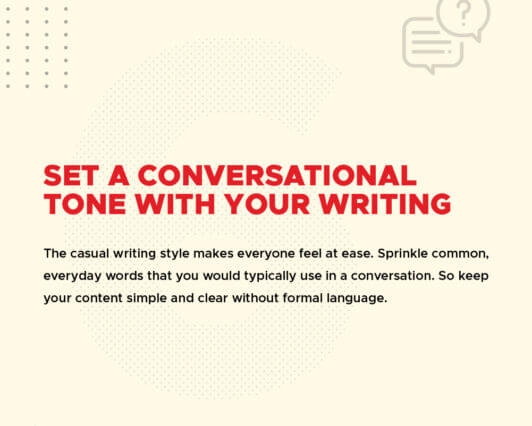 SET A CONVERSATIONAL
TONE WITH YOUR WRITING
The casual writing style makes everyone feel at ease. Sprinkle common,
everyday words that you would typically use in a conversation. So keep
your content simple and clear without formal language.